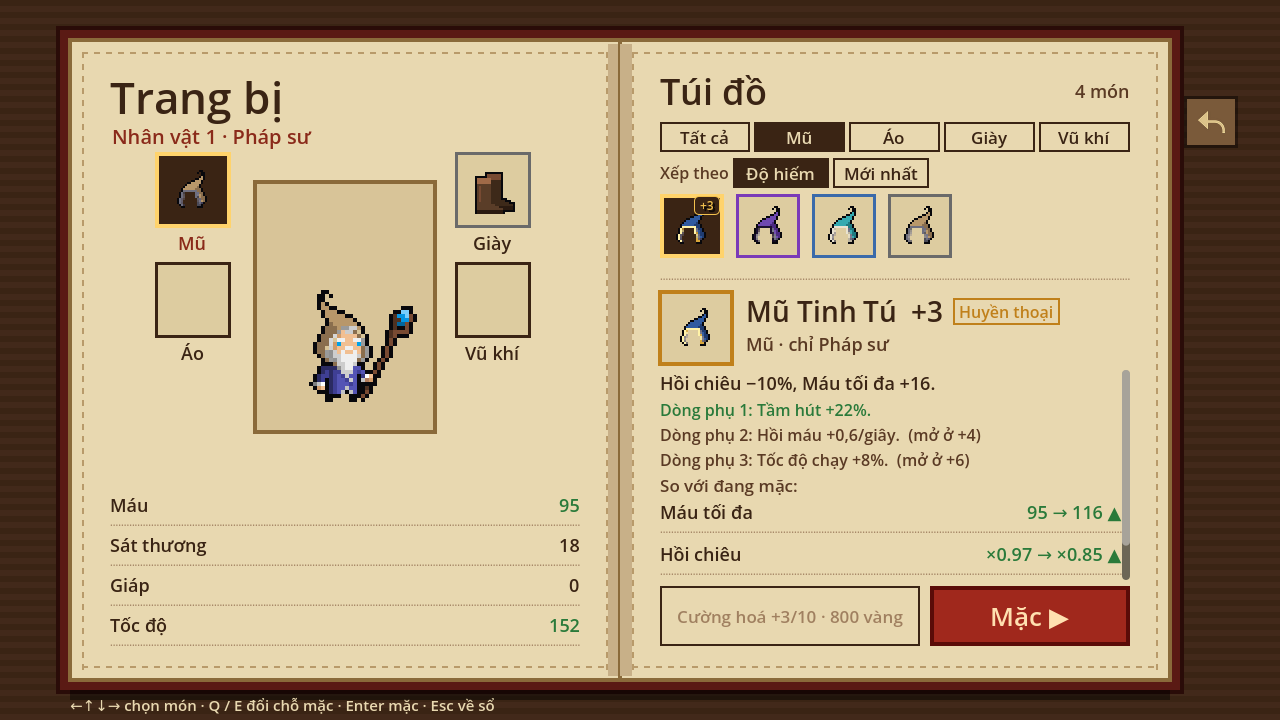 Trang bị
Nhân vật 1 · Pháp sư
Mũ
Giày
Áo
Vũ khí
Máu 95
Sát thương 18
Giáp 0
Tốc độ 152
Túi đồ 4 món
Tất cả Mũ Áo Giày Vũ khí
Xếp theo Độ hiếm Mới nhất
+3
Mũ Tinh Tú +3 Huyền thoại
Mũ · chỉ Pháp sư
Hồi chiêu −10%, Máu tối đa +16.
Dòng phụ 1: Tầm hút +22%.
Dòng phụ 2: Hồi máu +0,6/giây. (mở ở +4)
Dòng phụ 3: Tốc độ chạy +8%. (mở ở +6)
So với đang mặc:
Máu tối đa 95 → 116 ▲
Hồi chiêu ×0.97 → ×0.85 ▲
Cường hoá +3/10 · 800 vàng
Mặc ▶
←↑↓→ chọn món · Q / E đổi chỗ mặc · Enter mặc · Esc về sổ